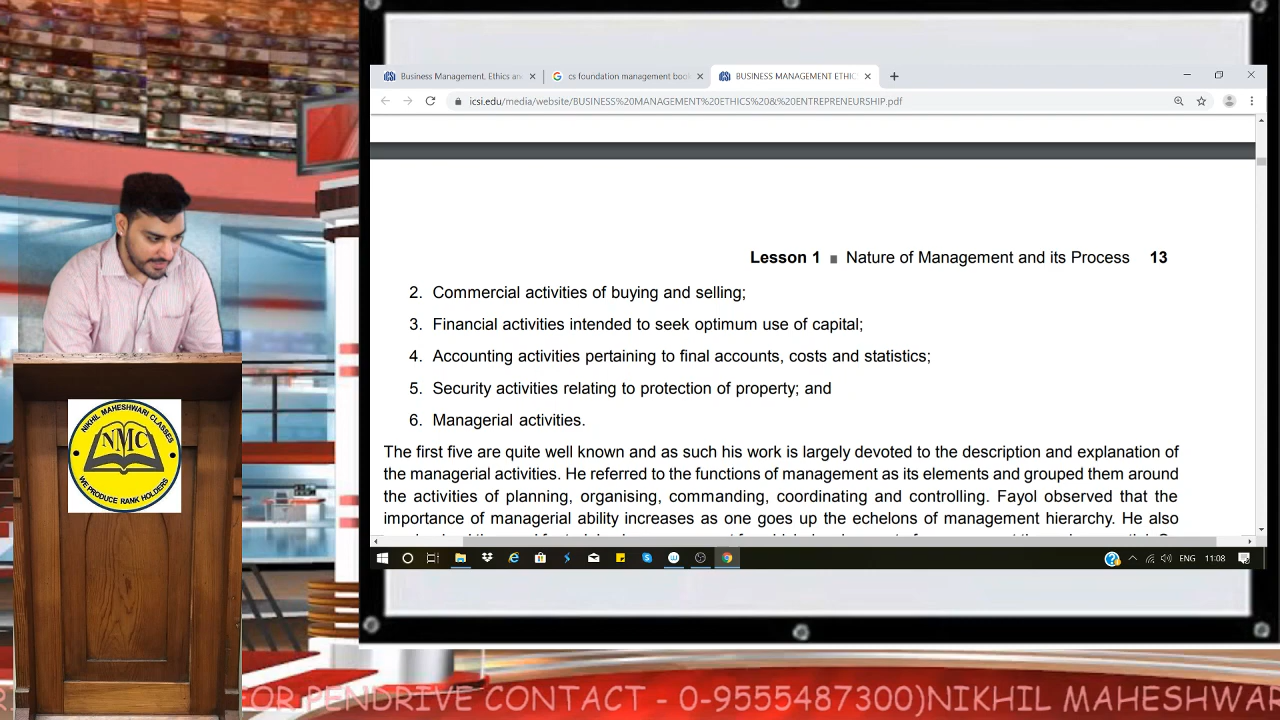 Business Management, Ethics an
cs foundation management book
BUSINESS MANAGEMENT ETHIC
icsi.edu/media/website/BUSINESS%20MANAGEMENT%20ETHICS%20&%20ENTREPRENEURSHIP.pdf
Lesson 1 ■ Nature of Management and its Process 13
2. Commercial activities of buying and selling;
3. Financial activities intended to seek optimum use of capital;
4. Accounting activities pertaining to final accounts, costs and statistics;
5. Security activities relating to protection of property; and
6. Managerial activities.
The first five are quite well known and as such his work is largely devoted to the description and explanation of
the managerial activities. He referred to the functions of management as its elements and grouped them around
the activities of planning, organising, commanding, coordinating and controlling. Fayol observed that the
importance of managerial ability increases as one goes up the echelons of management hierarchy. He also
ENG 11:08
NIKHIL MAHESHWARI CLASSES
NMC
WE PRODUCE RANK HOLDERS
OR PENDRIVE CONTACT - 0-9555487300)NIKHIL MAHESHWAR